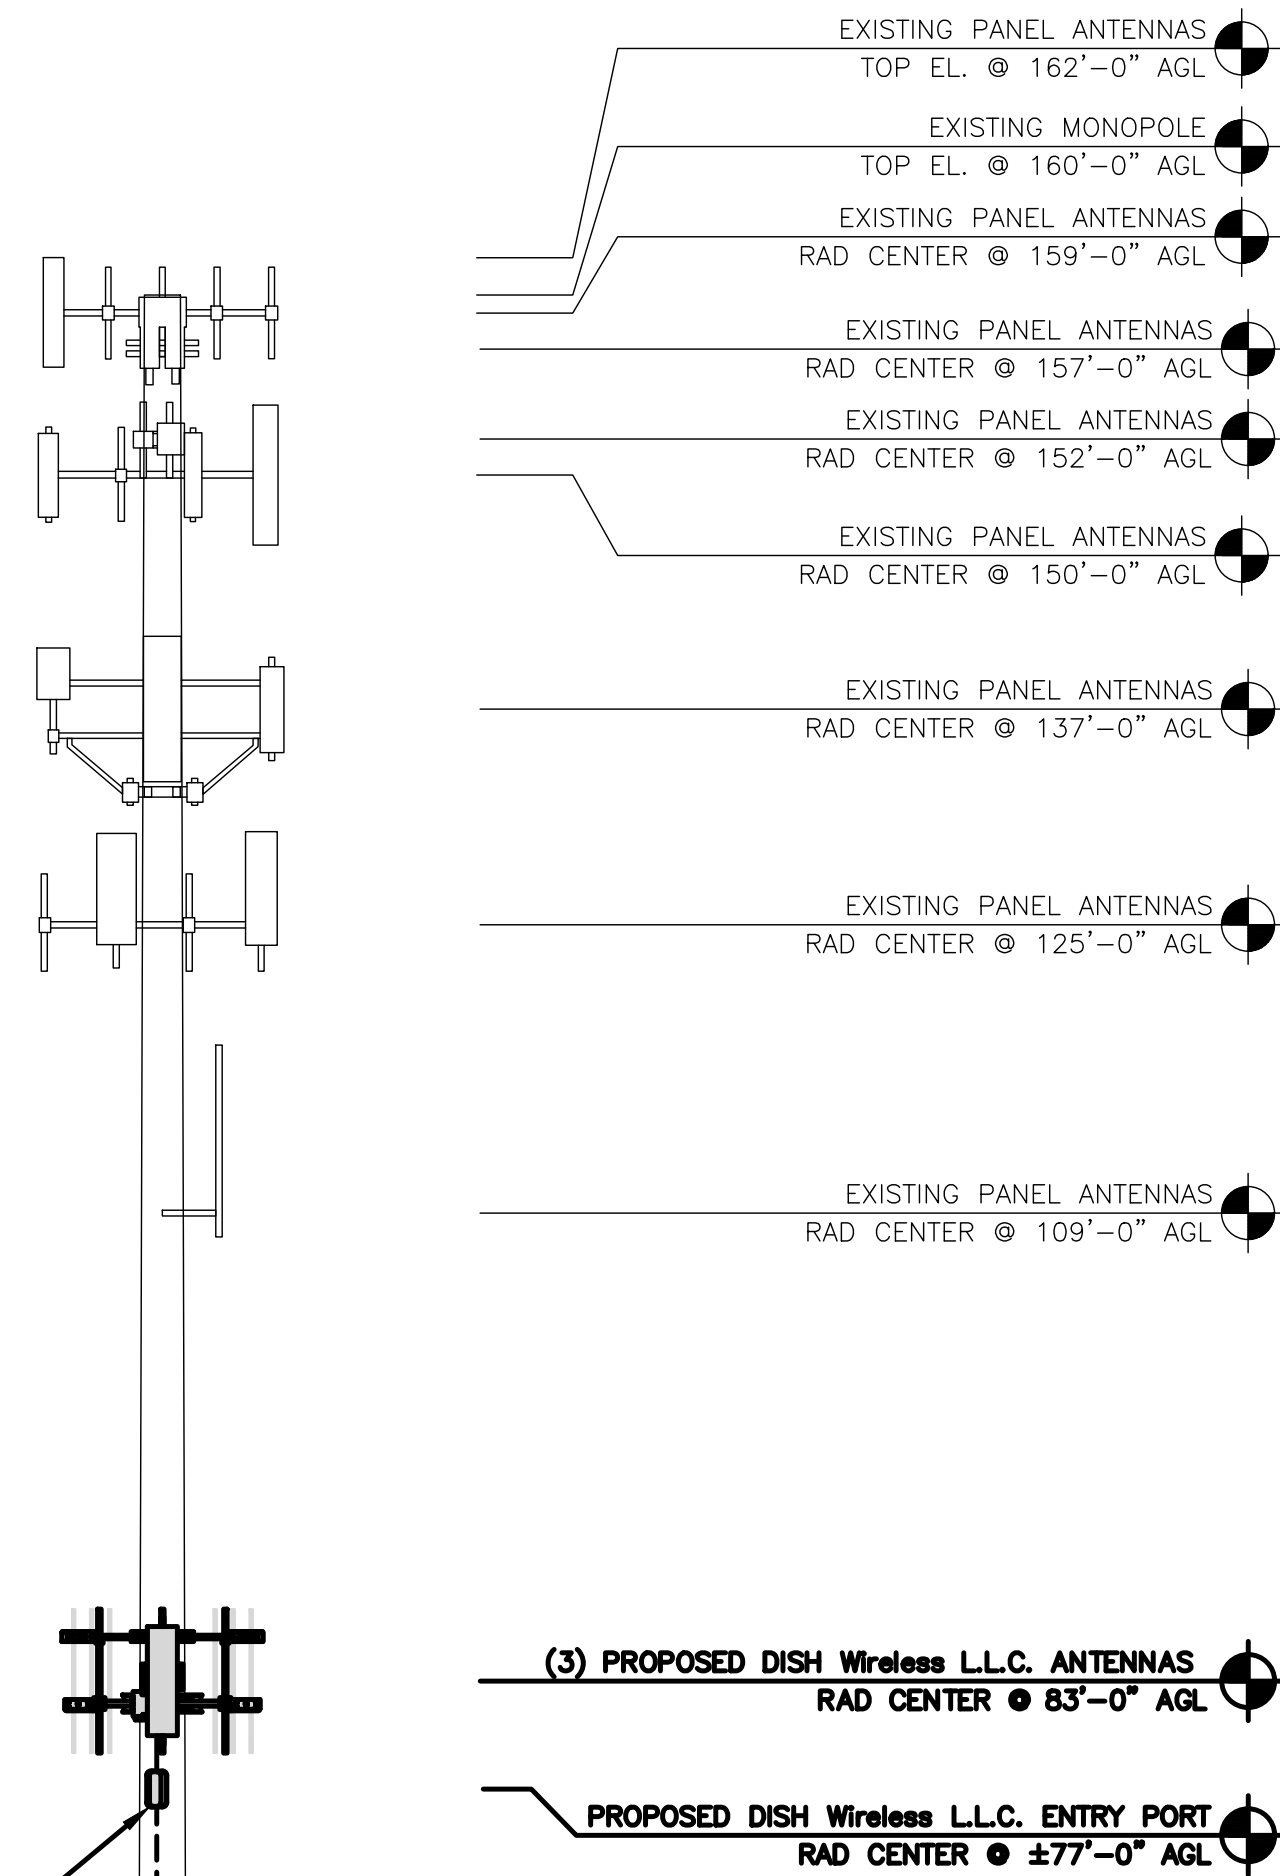 EXISTING PANEL ANTENNAS
TOP EL. @ 162'-0" AGL
EXISTING MONOPOLE
TOP EL. @ 160'-0" AGL
EXISTING PANEL ANTENNAS
RAD CENTER @ 159'-0" AGL
EXISTING PANEL ANTENNAS
RAD CENTER @ 157'-0" AGL
EXISTING PANEL ANTENNAS
RAD CENTER @ 152'-0" AGL
EXISTING PANEL ANTENNAS
RAD CENTER @ 150'-0" AGL
EXISTING PANEL ANTENNAS
RAD CENTER @ 137'-0" AGL
EXISTING PANEL ANTENNAS
RAD CENTER @ 125'-0" AGL
EXISTING PANEL ANTENNAS
RAD CENTER @ 109'-0" AGL
(3) PROPOSED DISH Wireless L.L.C. ANTENNAS
RAD CENTER @ 83'-0" AGL
PROPOSED DISH Wireless L.L.C. ENTRY PORT
RAD CENTER @ ±77'-0" AGL